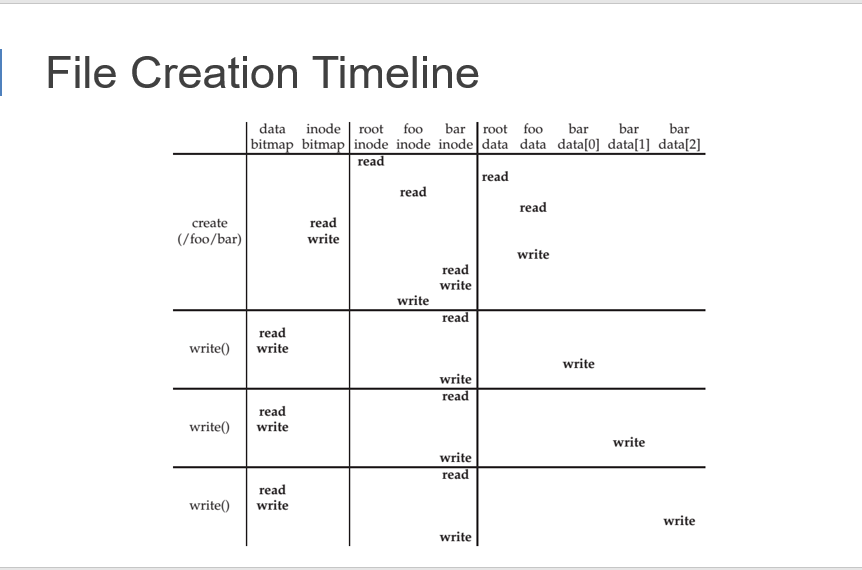 File Creation Timeline
data inode root foo bar root foo bar bar bar
bitmap bitmap inode inode inode data data data[0] data[1] data[2]
read
read
read
read
create read
(/foo/bar) write
write
read
write
write
read
read
write() write
write
write
read
read
write() write
write
write
read
read
write() write
write
write